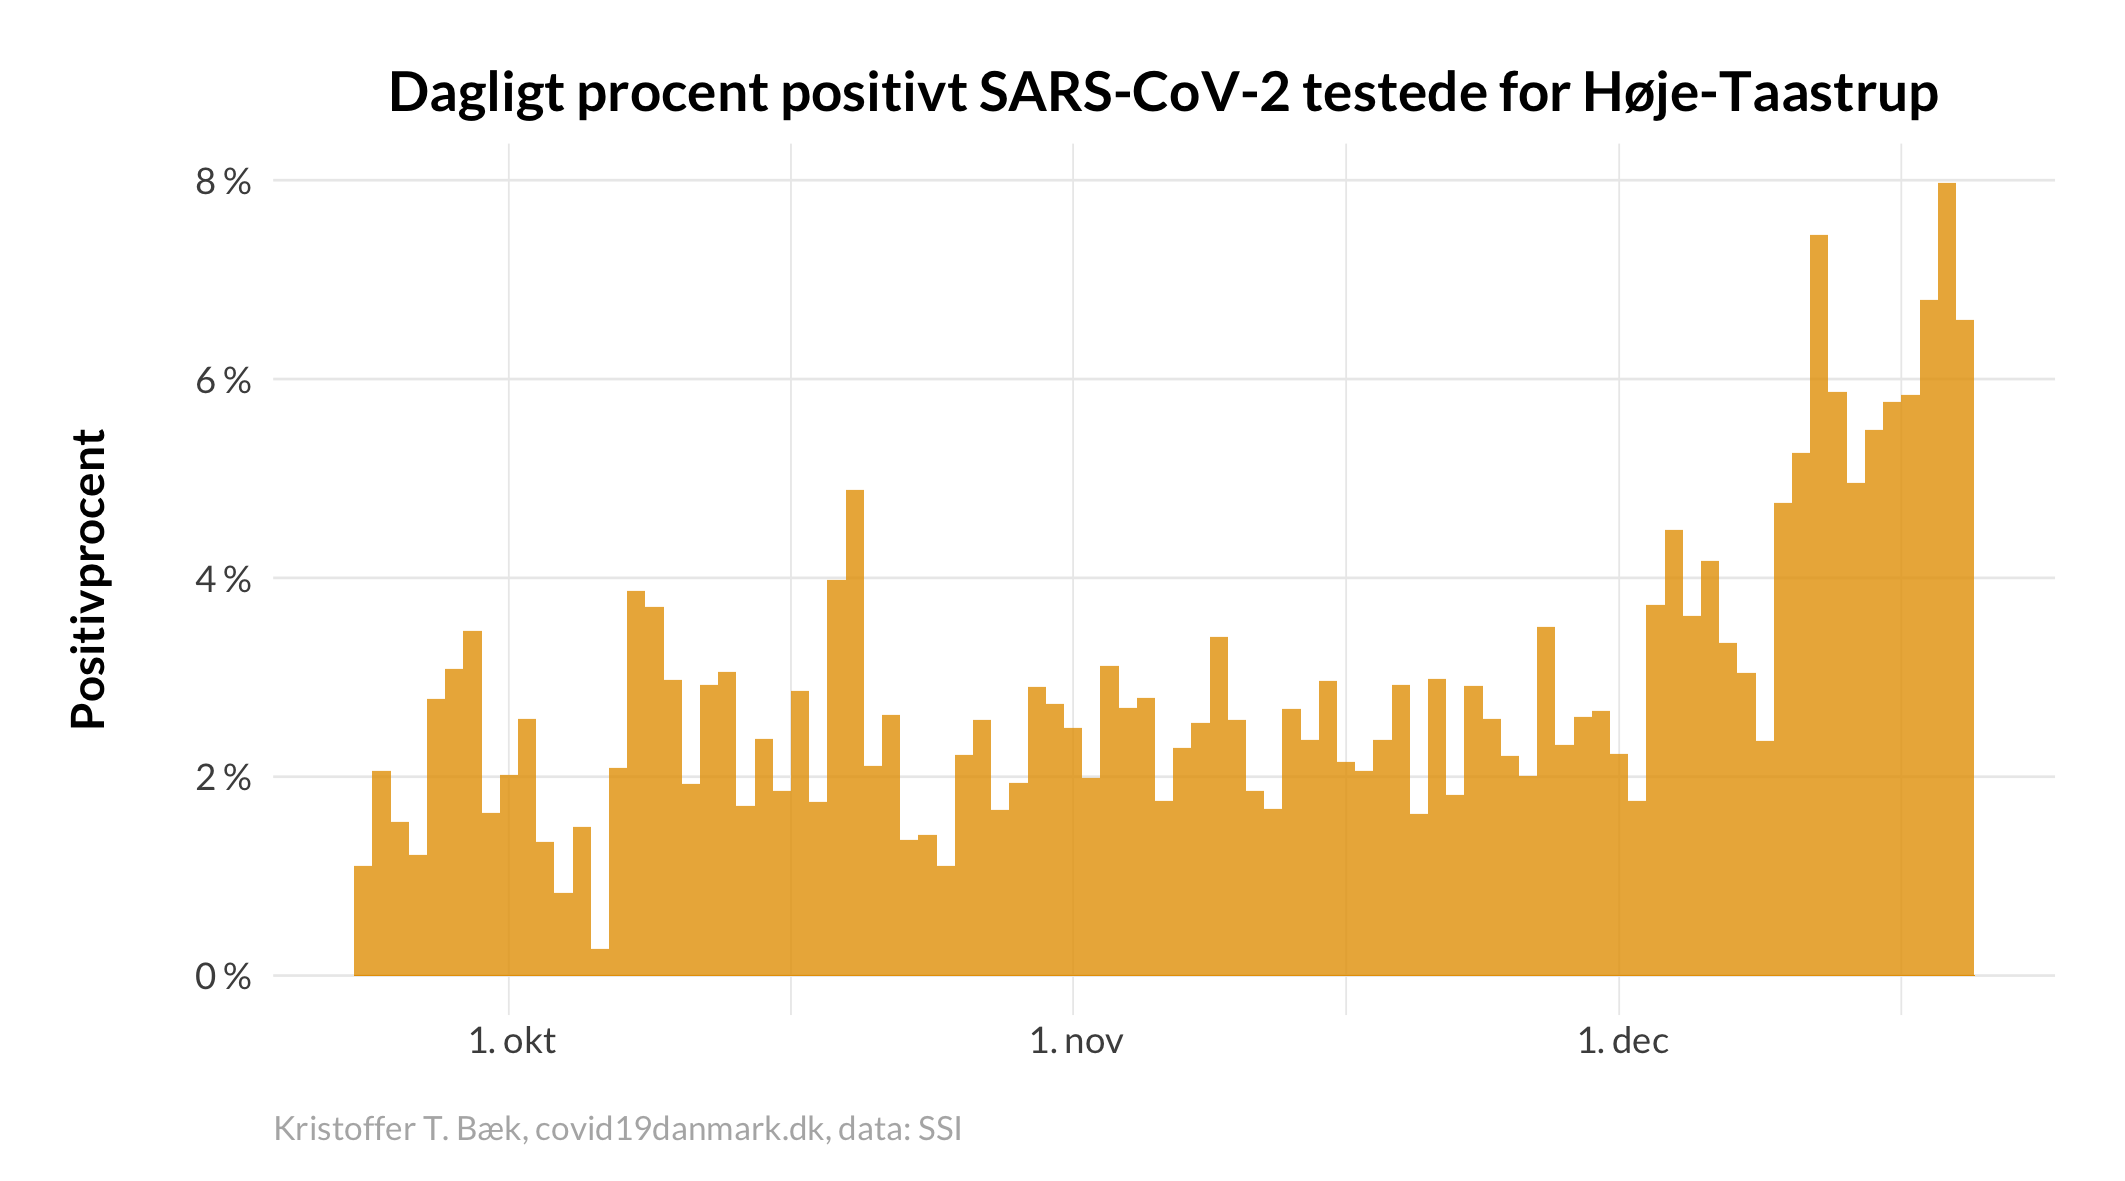 Dagligt procent positivt SARS-CoV-2 testede for Høje-Taastrup
Positivprocent
8 %
6 %
4 %
2 %
0 %
1. okt
1. nov
1. dec
Kristoffer T. Bæk, covid19danmark.dk, data: SSI